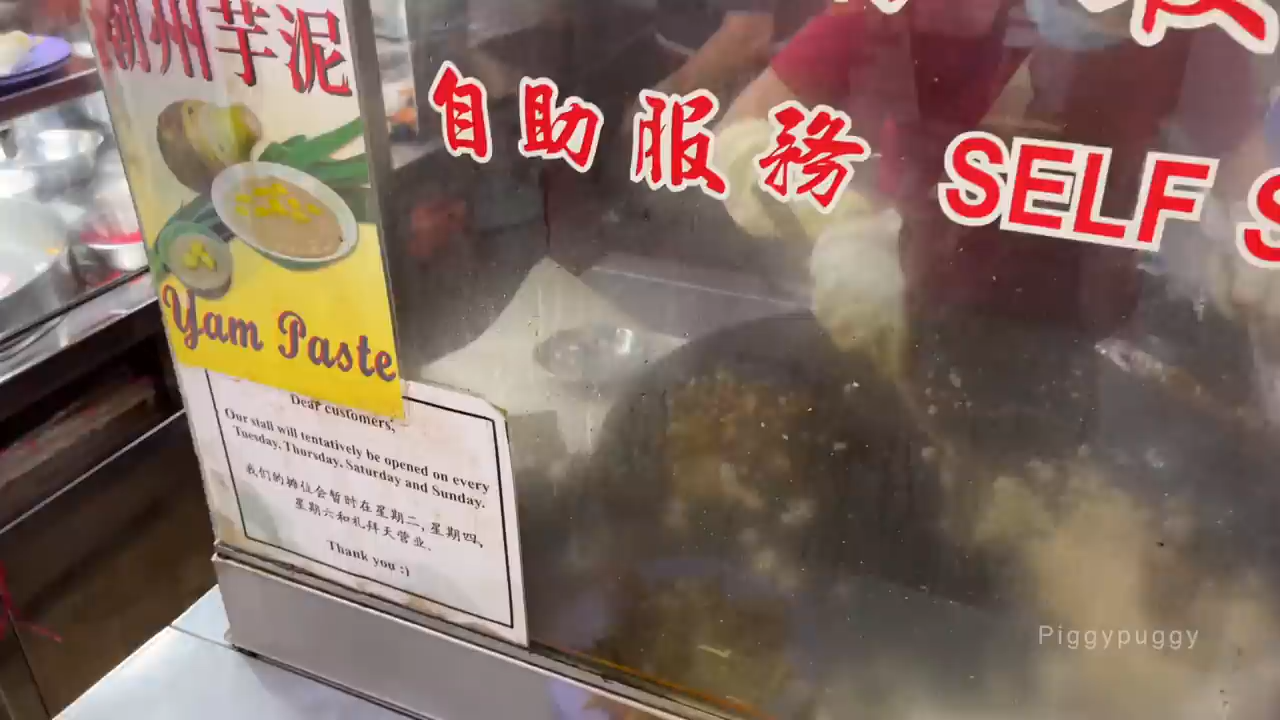 潮州芋泥
Yam Paste
自助服務 SELF S
Dear customers,
Our stall will tentatively be opened on every
Tuesday, Thursday, Saturday and Sunday.
我们的摊位会暂时在星期二, 星期四,
星期六和礼拜天营业.
Thank you :)
Piggypuggy